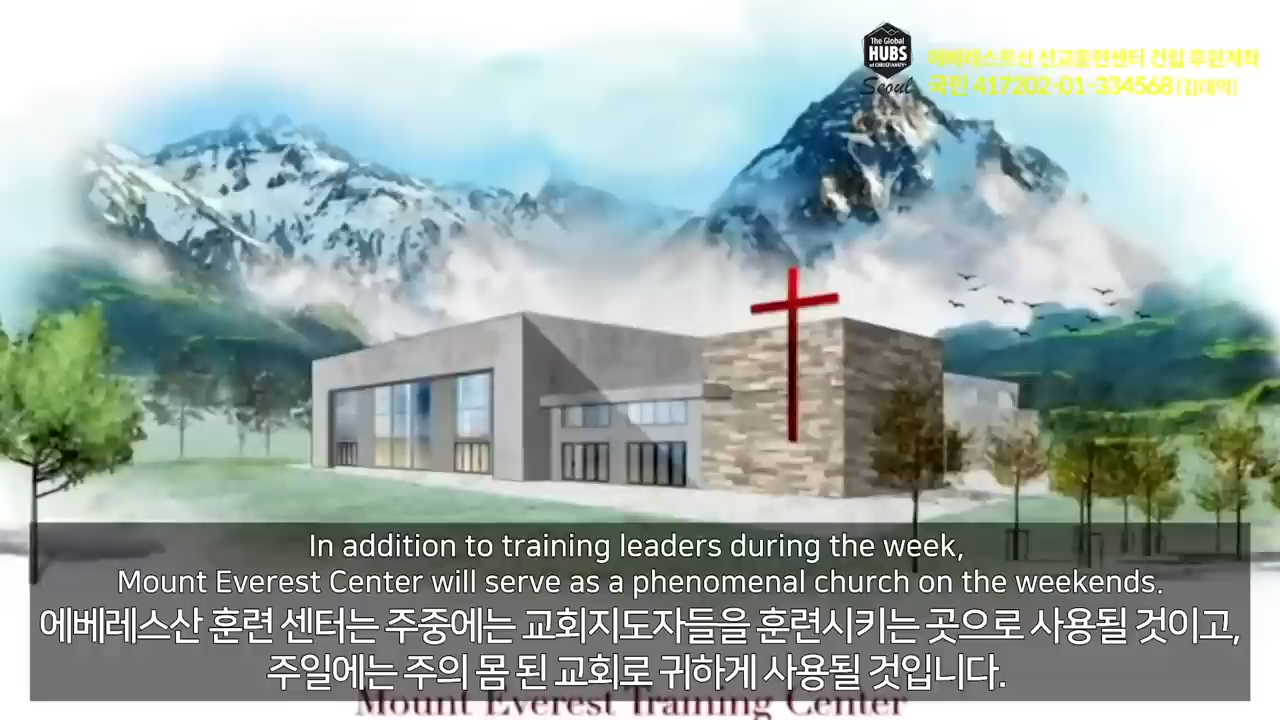 The Global
HUBS
of CHRISTIANITY
Seoul
에베레스트산 선교훈련센터 건립 후원계좌
국민 417202-01-334568 (김대억)
In addition to training leaders during the week,
Mount Everest Center will serve as a phenomenal church on the weekends.
에베레스산 훈련 센터는 주중에는 교회지도자들을 훈련시키는 곳으로 사용될 것이고,
주일에는 주의 몸 된 교회로 귀하게 사용될 것입니다.
Mount Everest Training Center